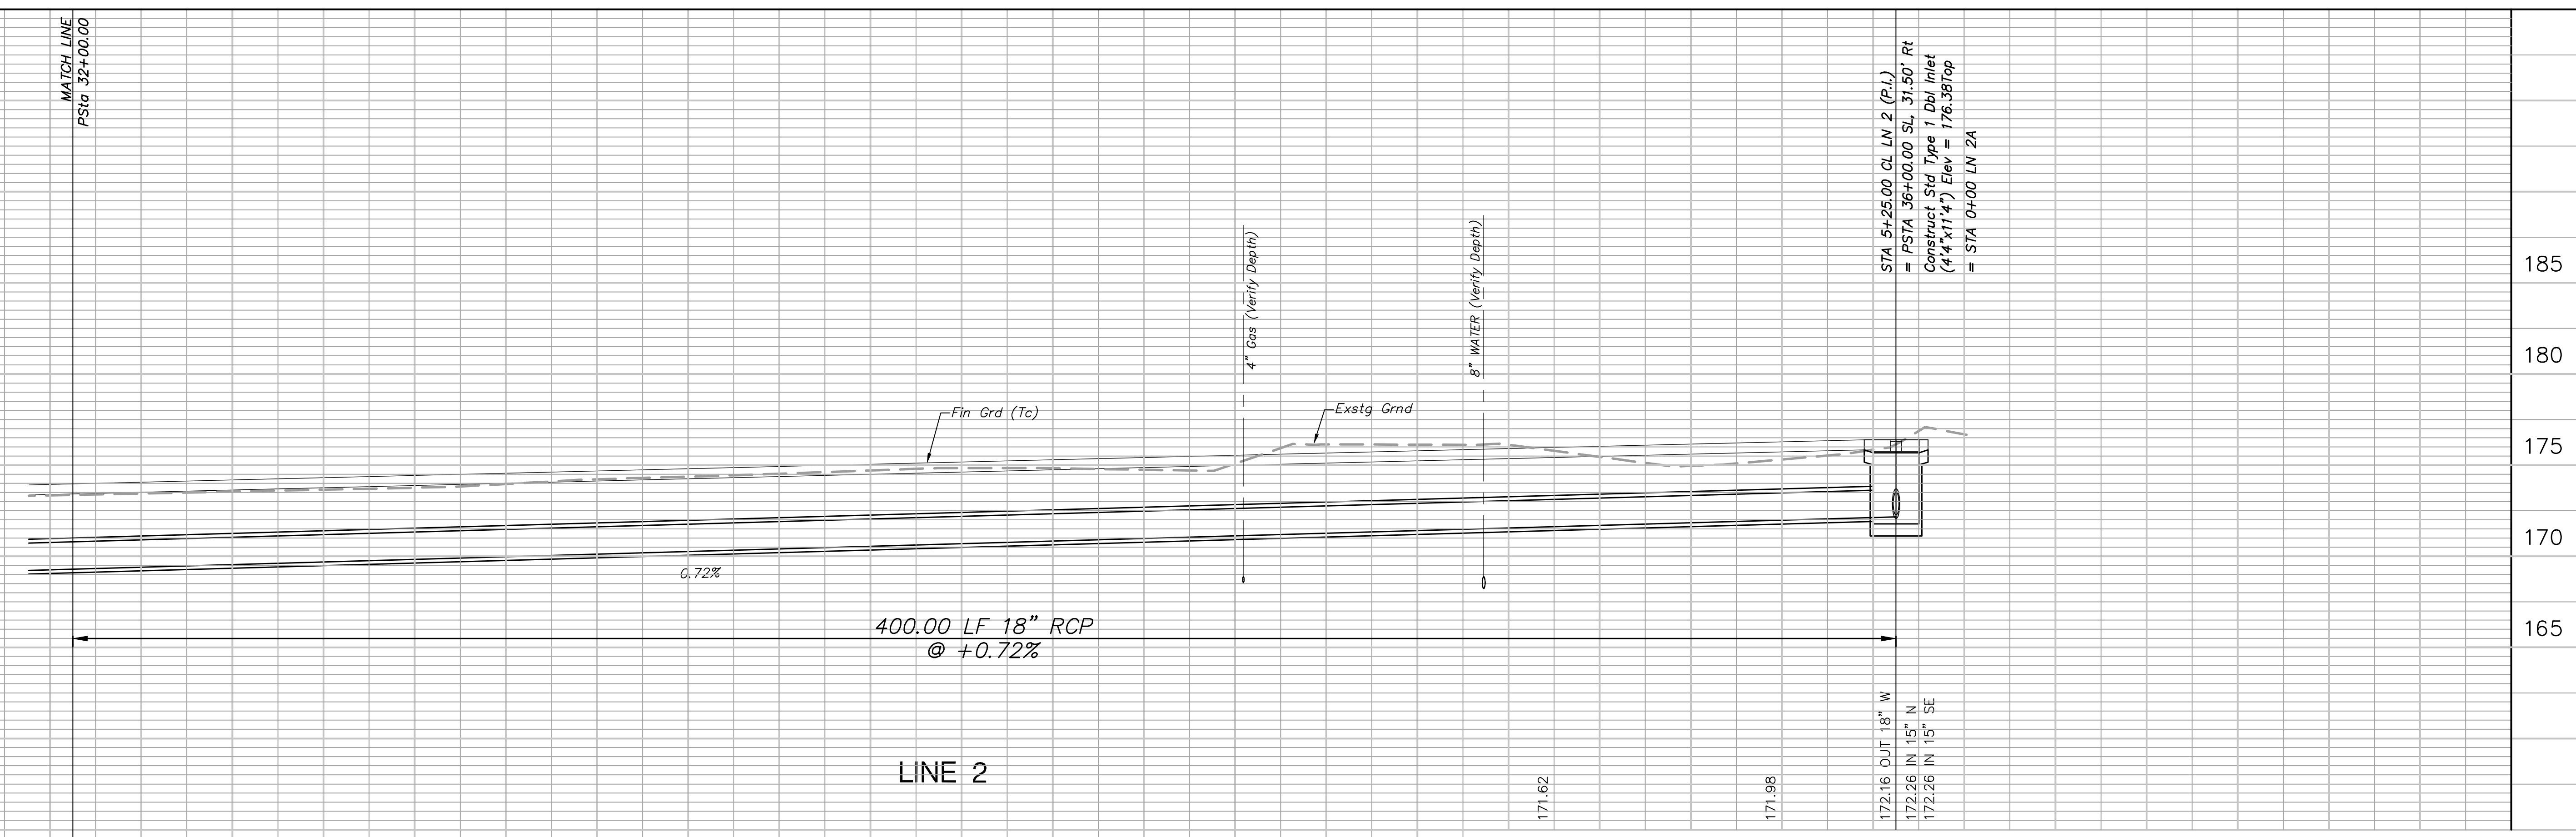 MATCH LINE
PSta 32+00.00
STA 5+25.00 CL LN 2 (P.I.)
= PSTA 36+00.00 SL, 31.50' Rt
Construct Std Type 1 Dbl Inlet
(4'4"x11'4") Elev = 176.38Top
= STA 0+00 LN 2A
4" Gas (Verify Depth)
8" WATER (Verify Depth)
185
180
Fin Grd (Tc)
Exstg Grnd
175
170
0.72%
400.00 LF 18" RCP
@ +0.72%
165
LINE 2
171.62
171.98
172.16 OUT 18" W
172.26 IN 15" N
172.26 IN 15" SE